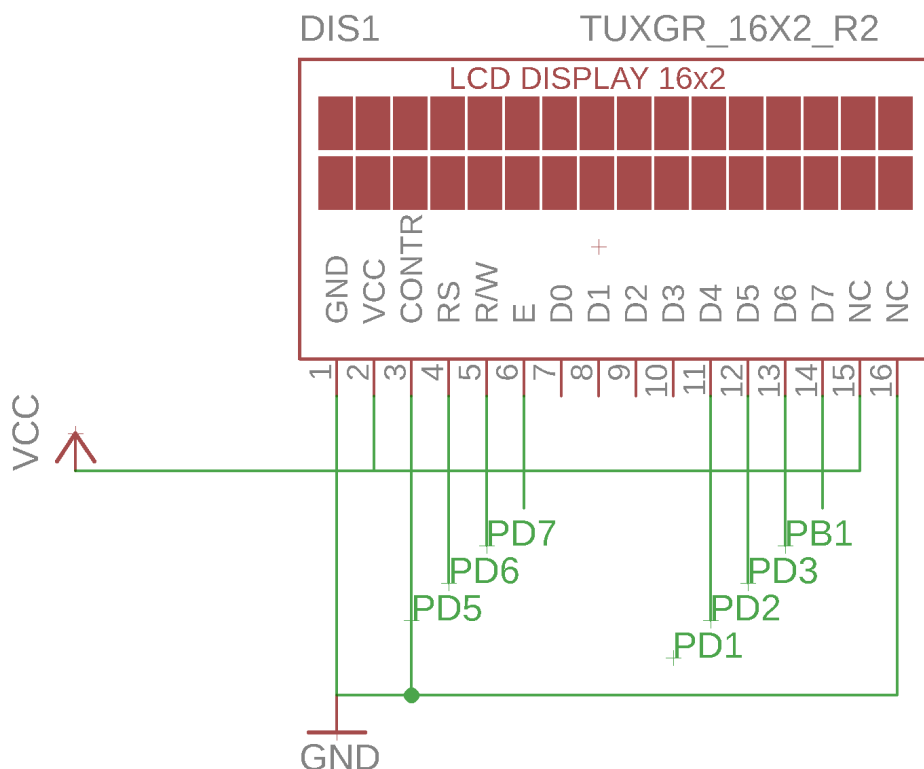 DIS1 TUXGR_16X2_R2
LCD DISPLAY 16x2
GND VCC CONTR RS R/W E D0 D1 D2 D3 D4 D5 D6 D7 NC NC
1 2 3 4 5 6 7 8 9 10 11 12 13 14 15 16
VCC
PD7 PB1
PD6 PD3
PD5 PD2
PD1
GND